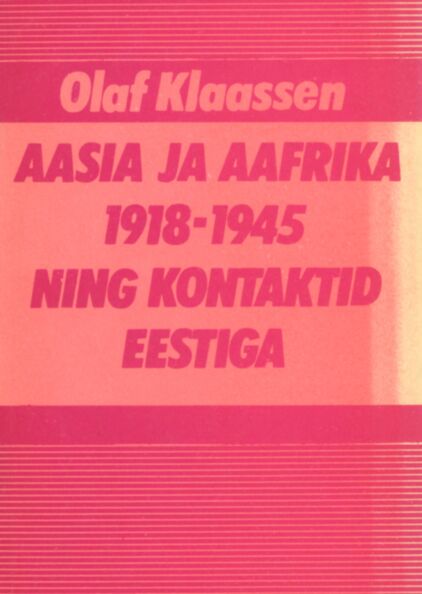 Olaf Klaassen
AASIA JA AAFRIKA
1918-1945
NING KONTAKTID
EESTIGA